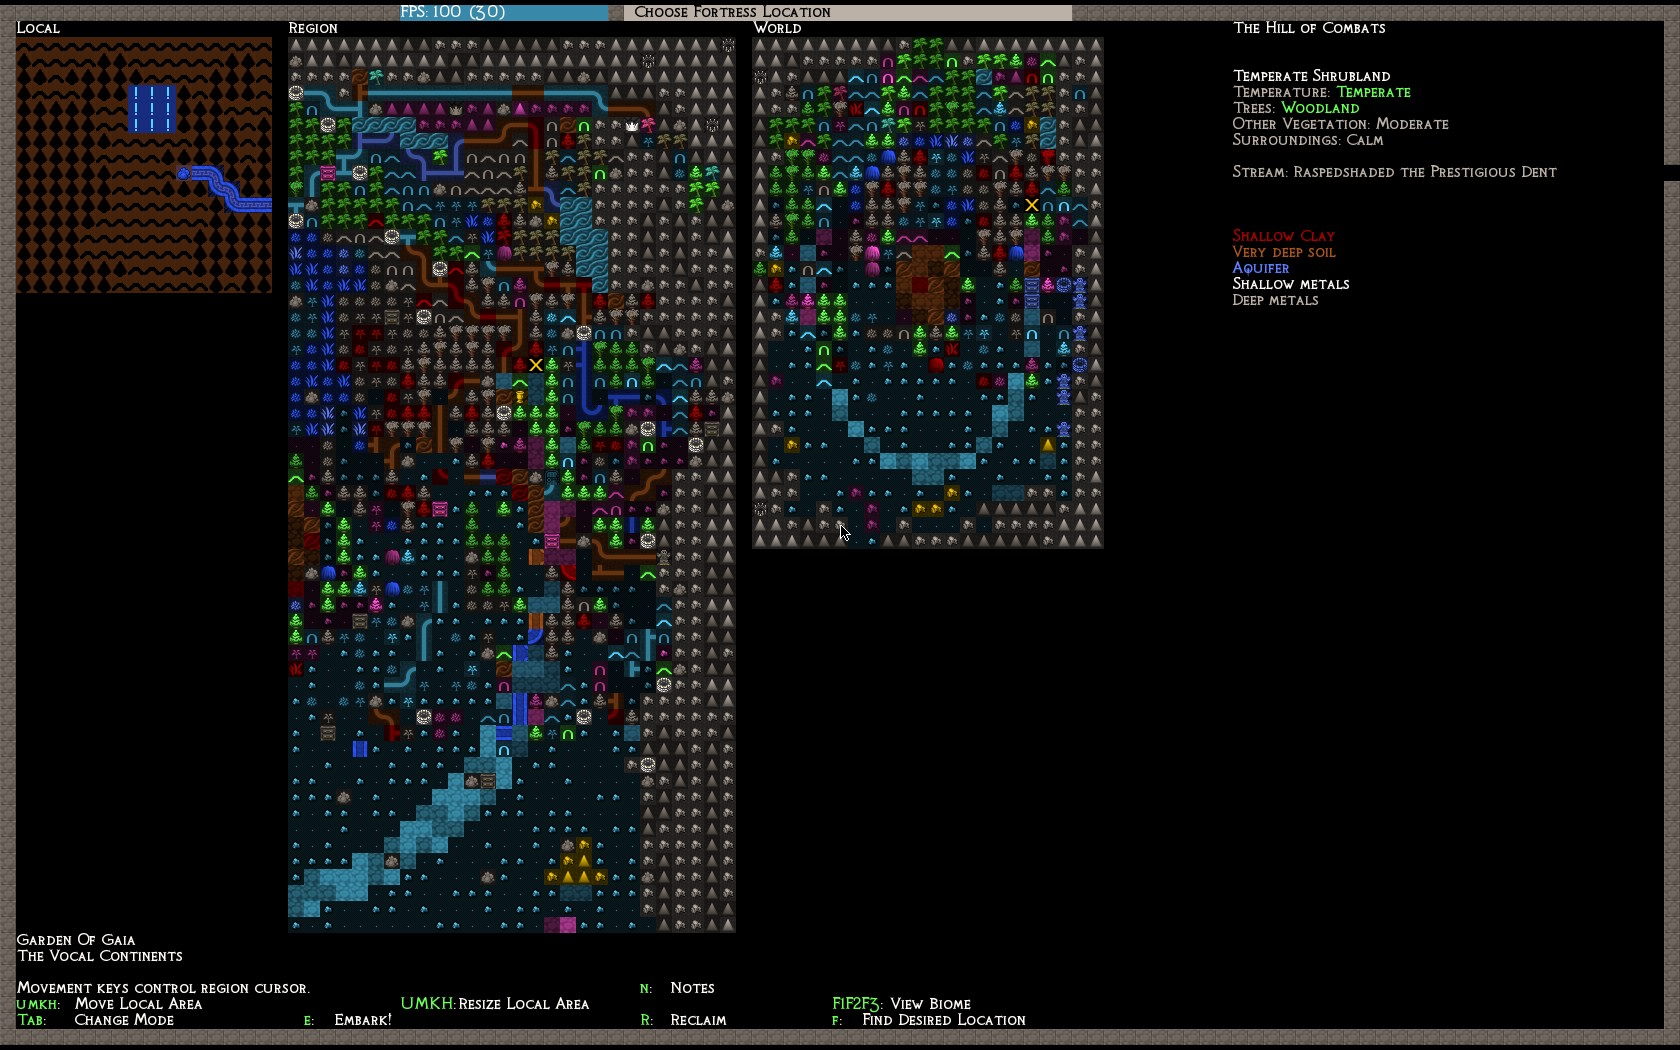 FPS: 100 (30)
Choose Fortress Location
Local
Region
World
The Hill of Combats
Temperate Shrubland
Temperature: Temperate
Trees: Woodland
Other Vegetation: Moderate
Surroundings: Calm
Stream: Raspedshaded the Prestigious Dent
Shallow Clay
Very deep soil
Aquifer
Shallow metals
Deep metals
Garden Of Gaia
The Vocal Continents
Movement keys control region cursor.
n: Notes
umkh: Move Local Area
UMKH: Resize Local Area
F1F2F3: View Biome
Tab: Change Mode
e: Embark!
R: Reclaim
f: Find Desired Location